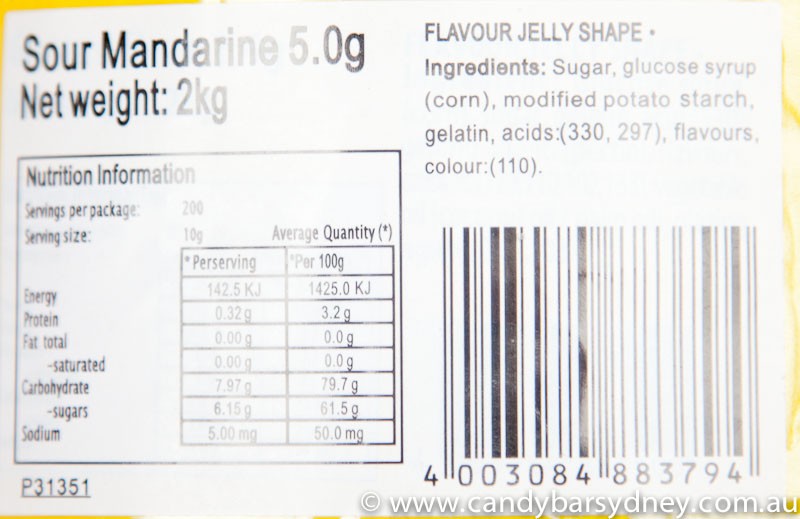 Sour Mandarine 5.0g
Net weight: 2kg
Nutrition Information
Servings per package: 200
Serving size: 10g Average Quantity (*)
*Perserving *Per 100g
Energy 142.5 KJ 1425.0 KJ
Protein 0.32 g 3.2 g
Fat total 0.00 g 0.0 g
-saturated 0.00 g 0.0 g
Carbohydrate 7.97 g 79.7 g
-sugars 6.15 g 61.5 g
Sodium 5.00 mg 50.0 mg
P31351
FLAVOUR JELLY SHAPE •
Ingredients: Sugar, glucose syrup
(corn), modified potato starch,
gelatin, acids:(330, 297), flavours,
colour:(110).
4 003084 883794
© www.candybarsydney.com.au